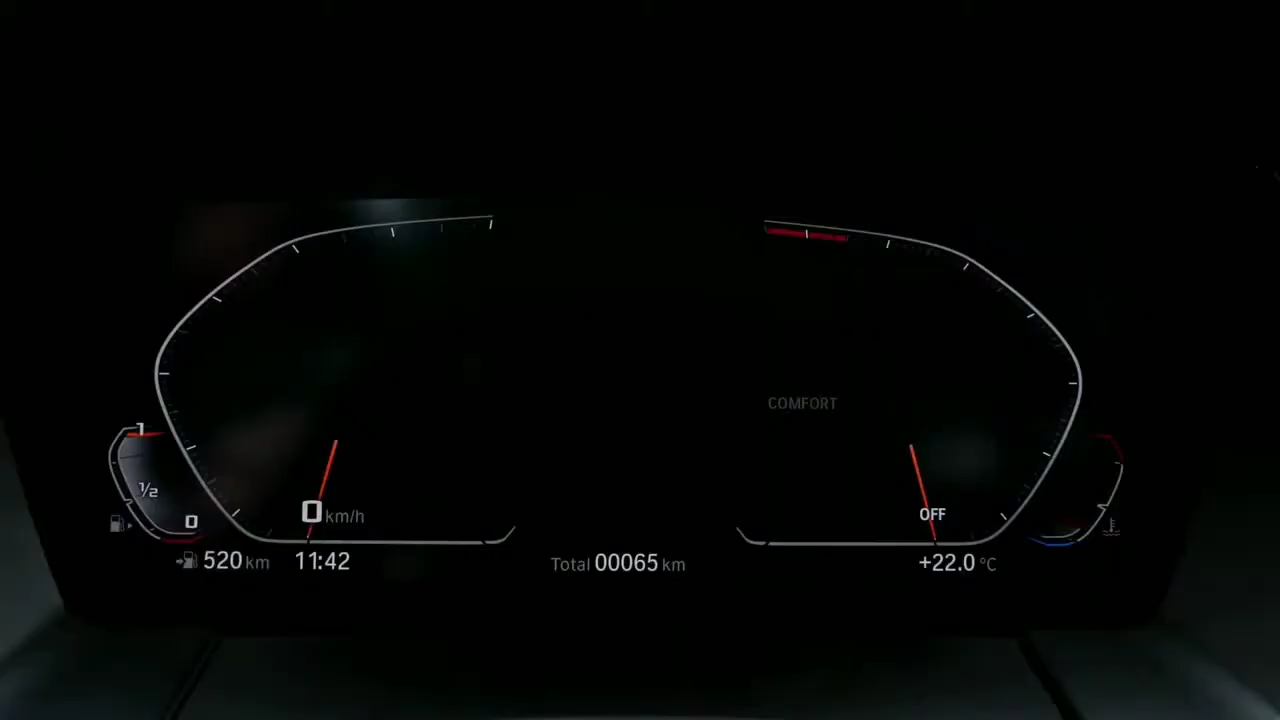 COMFORT
1
1/2
0
0 km/h
OFF
520 km
11:42
Total 00065 km
+22.0 °C